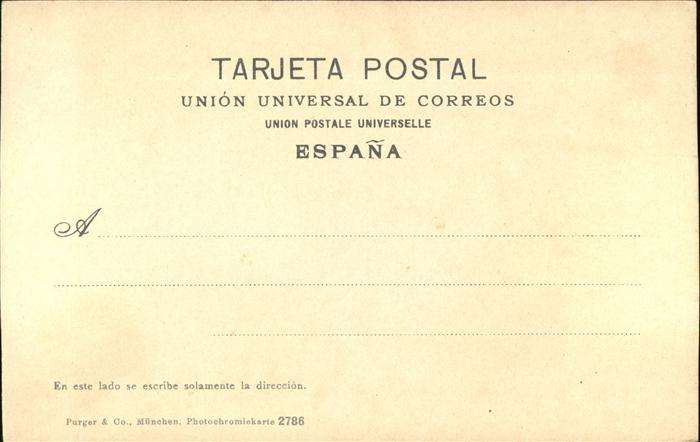 TARJETA POSTAL
UNIÓN UNIVERSAL DE CORREOS
UNION POSTALE UNIVERSELLE
ESPAÑA
A
En este lado se escribe solamente la dirección.
Purger & Co., München, Photochromiekarte 2786